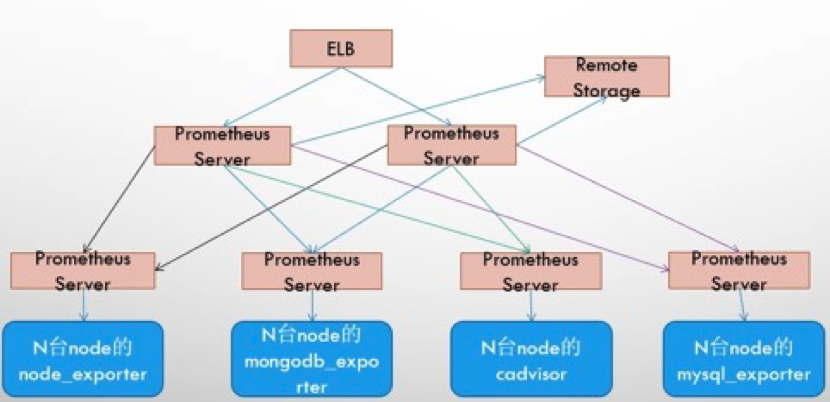 ELB
Remote
Storage
Prometheus
Server
Prometheus
Server
Prometheus
Server
Prometheus
Server
Prometheus
Server
Prometheus
Server
N台node的
node_exporter
N台node的
mongodb_expo
rter
N台node的
cadvisor
N台node的
mysql_exporter